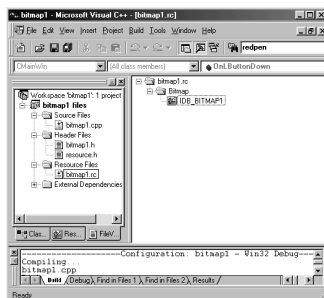 bitmap1 - Microsoft Visual C++ - [bitmap1.rc]
File Edit View Insert Project Build Tools Window Help
redpen
CMainWin
(All class members)
OnLButtonDown
Workspace 'bitmap1': 1 project
bitmap1 files
Source Files
bitmap1.cpp
Header Files
bitmap1.h
resource.h
Resource Files
bitmap1.rc
External Dependencies
Clas...
Res...
FileV...
bitmap1.rc
Bitmap
IDB_BITMAP1
--------------------Configuration: bitmap1 - Win32 Debug---
Compiling...
bitmap1.cpp
Build Debug Find in Files 1 Find in Files 2 Results
Ready